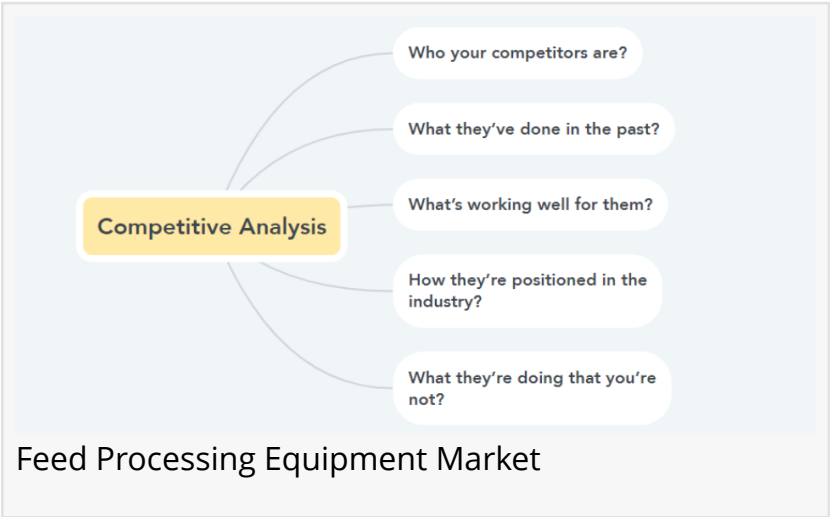 Who your competitors are?
What they’ve done in the past?
What’s working well for them?
Competitive Analysis
How they’re positioned in the
industry?
What they’re doing that you’re
not?
Feed Processing Equipment Market